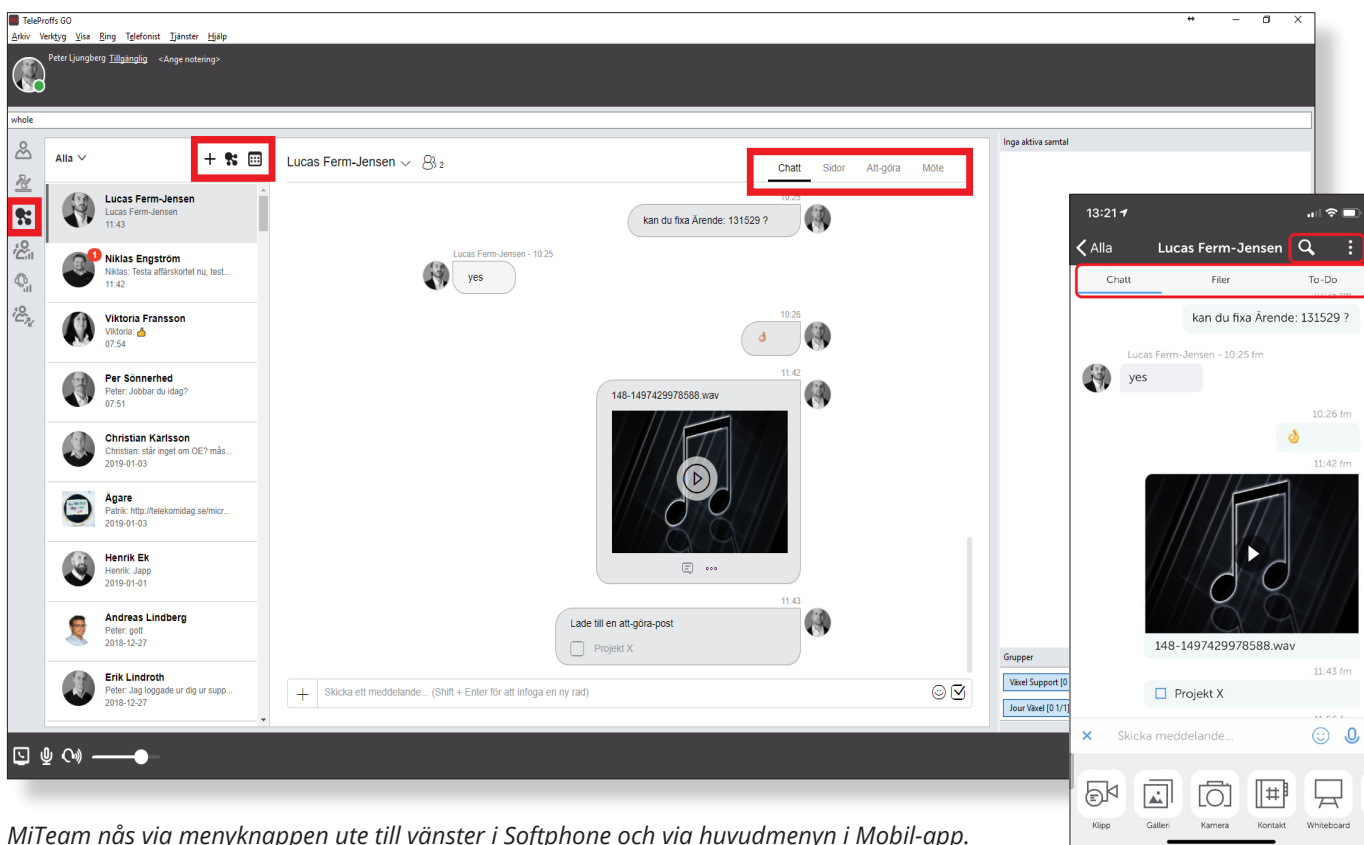 TeleProffs GO
Arkiv Verktyg Visa Ring Telefonist Tjänster Hjälp
Peter Ljungberg Tillgänglig <Ange notering>
whole
Alla
Lucas Ferm-Jensen
Lucas Ferm-Jensen
11:43
1
Niklas Engström
Niklas: Testa affärskortet nu, test...
11:42
Viktoria Fransson
Viktoria: 👍
07:54
Per Sönnerhed
Peter: Jobbar du idag?
07:51
Christian Karlsson
Christian: står inget om OE? mås...
2019-01-03
Ägare
Patrik: http://telekomidag.se/micr...
2019-01-03
Henrik Ek
Henrik: Japp
2019-01-01
Andreas Lindberg
Peter: gott
2018-12-27
Erik Lindroth
Peter: Jag loggade ur dig ur supp...
2018-12-27
Lucas Ferm-Jensen 2
Chatt Sidor Att-göra Möte
10:25
kan du fixa Ärende: 131529 ?
Lucas Ferm-Jensen - 10:25
yes
10:26
👌
11:42
148-1497429978588.wav
11:43
Lade till en att-göra-post
Projekt X
Skicka ett meddelande... (Shift + Enter för att infoga en ny rad)
Inga aktiva samtal
Grupper
Växel Support [0
Jour Växel [0 1/1]
13:21
Alla Lucas Ferm-Jensen
Chatt Filer To-Do
kan du fixa Ärende: 131529 ?
Lucas Ferm-Jensen - 10:25 fm
yes
10:26 fm
👌
11:42 fm
148-1497429978588.wav
11:43 fm
Projekt X
Skicka meddelande...
Klipp Galleri Kamera Kontakt Whiteboard
MiTeam nås via menyknappen ute till vänster i Softphone och via huvudmenyn i Mobil-app.